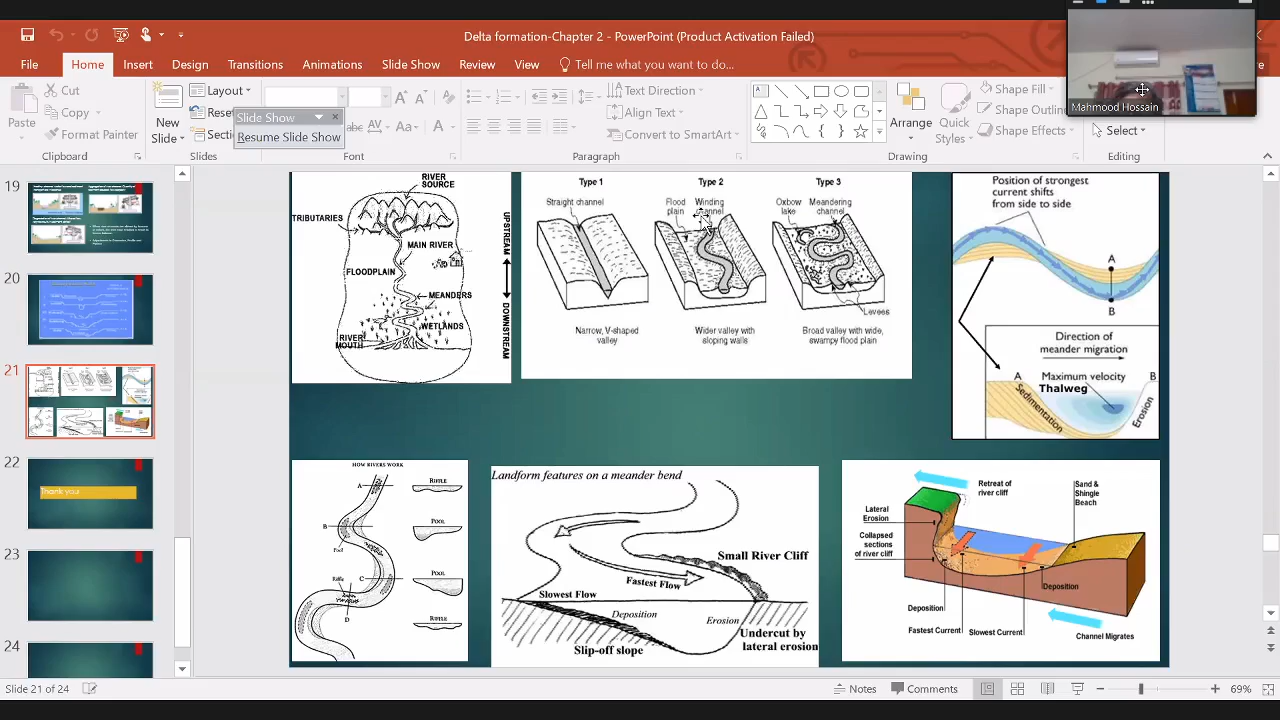 Delta formation-Chapter 2 - PowerPoint (Product Activation Failed)
File Home Insert Design Transitions Animations Slide Show Review View Tell me what you want to do...
Mahmood Hossain
Paste
Cut
Copy
Format Painter
Clipboard
New
Slide
Layout
Reset
Slides
Slide Show
Resume Slide Show
abc AV Aa A
Font
Text Direction
Align Text
Convert to SmartArt
Paragraph
Arrange
Quick
Styles
Shape Fill
Shape Effects
Drawing
Select
Editing
19
20
21
22
Thank you
23
24
RIVER
SOURCE
TRIBUTARIES
MAIN RIVER
FLOODPLAIN
MEANDERS
WETLANDS
RIVER
MOUTH
UPSTREAM
DOWNSTREAM
Type 1
Straight channel
Narrow, V-shaped
valley
Type 2
Flood
plain
Winding
channel
Wider valley with
sloping walls
Type 3
Oxbow
lake
Meandering
channel
Levees
Broad valley with wide,
swampy flood plain
Position of strongest
current shifts
from side to side
A
B
Direction of
meander migration
A Maximum velocity B
Thalweg
Sedimentation
Erosion
HOW RIVERS WORK
A
RIFFLE
B
POOL
Pool
POOL
Riffle
C
D
RIFFLE
Landform features on a meander bend
Small River Cliff
Fastest Flow
Slowest Flow
Deposition
Erosion
Undercut by
lateral erosion
Slip-off slope
Retreat of
river cliff
Sand &
Shingle
Beach
Lateral
Erosion
Collapsed
sections
of river cliff
Deposition
Deposition
Fastest Current
Slowest Current
Channel Migrates
Slide 21 of 24
Notes
Comments
69%